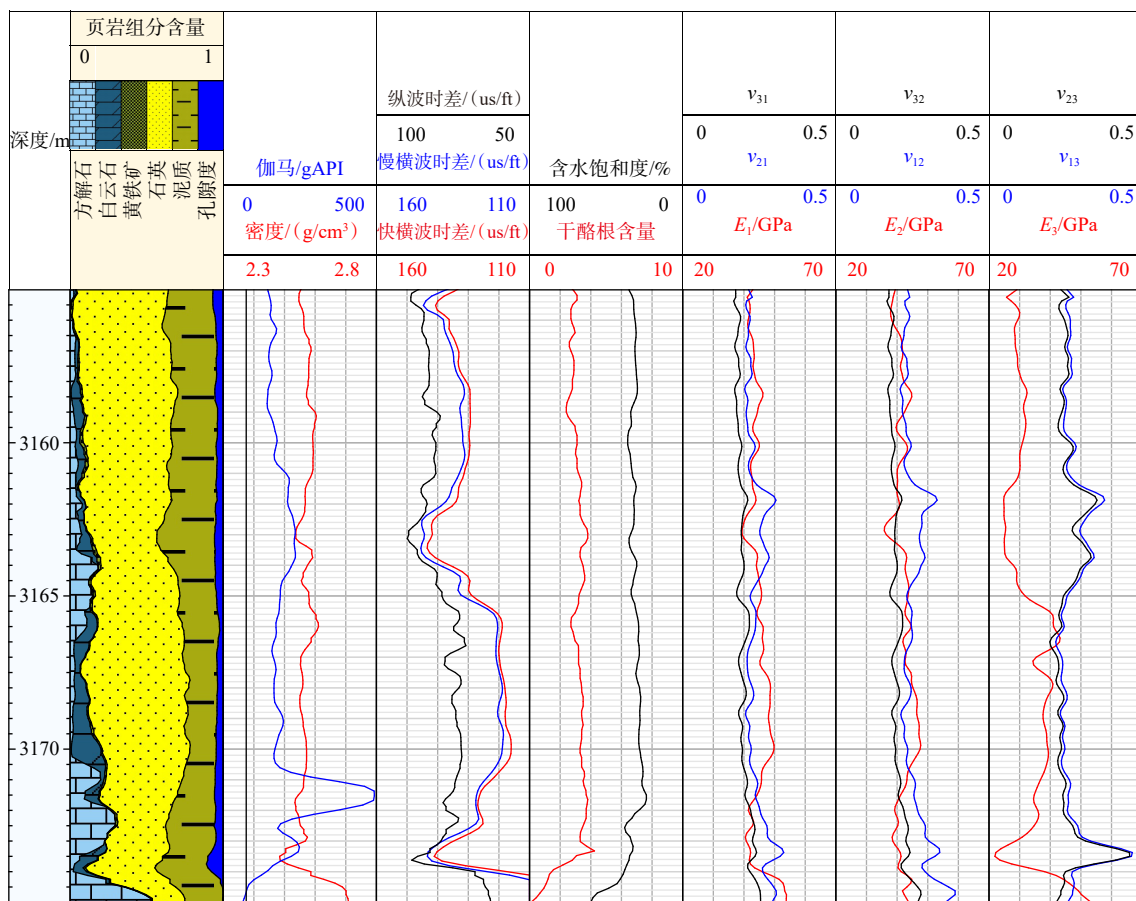 深度/m
页岩组分含量
0 1
方解石
白云石
黄铁矿
石英
泥质
孔隙度
伽马/gAPI
0 500
密度/(g/cm³)
2.3 2.8
纵波时差/(us/ft)
100 50
慢横波时差/(us/ft)
160 110
快横波时差/(us/ft)
160 110
含水饱和度/%
100 0
干酪根含量
0 10
v₃₁
0 0.5
v₂₁
0 0.5
E₁/GPa
20 70
v₃₂
0 0.5
v₁₂
0 0.5
E₂/GPa
20 70
v₂₃
0 0.5
v₁₃
0 0.5
E₃/GPa
20 70
3160
3165
3170